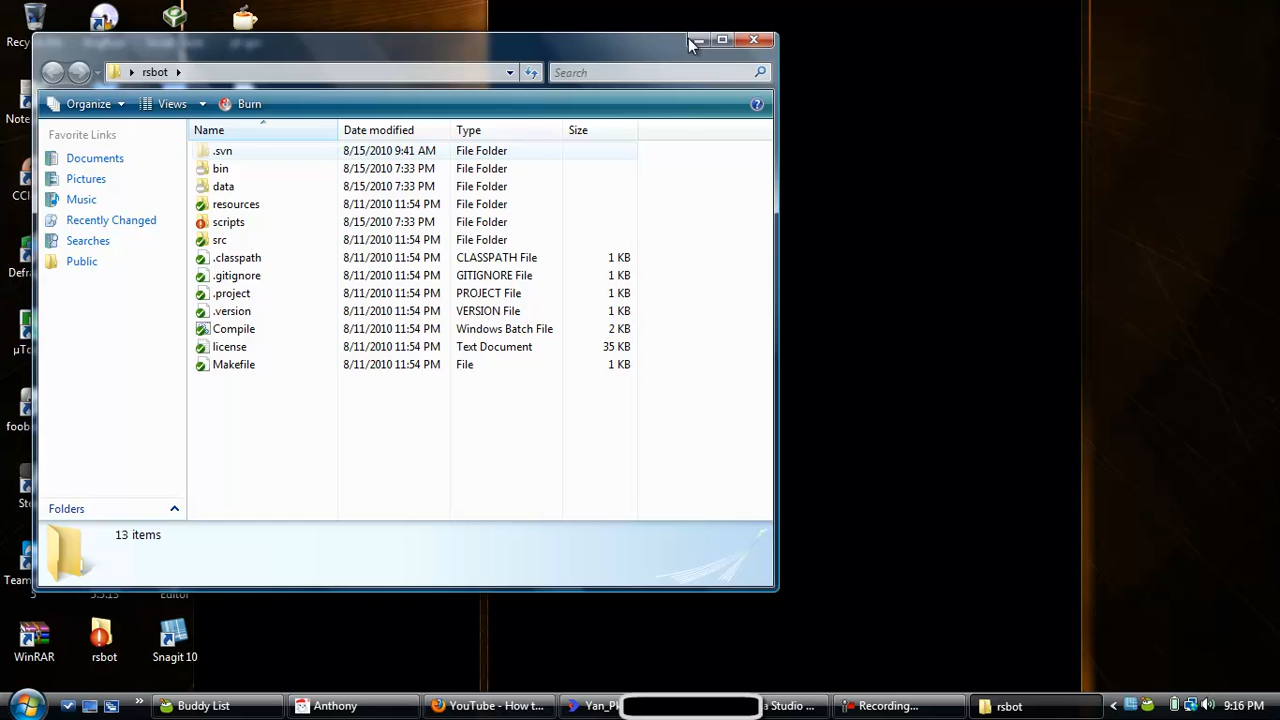 Recy
rsbot
Search
Organize Views Burn
Favorite Links
Documents
Pictures
Music
Recently Changed
Searches
Public
Folders
Name Date modified Type Size
.svn 8/15/2010 9:41 AM File Folder
bin 8/15/2010 7:33 PM File Folder
data 8/15/2010 7:33 PM File Folder
resources 8/11/2010 11:54 PM File Folder
scripts 8/15/2010 7:33 PM File Folder
src 8/11/2010 11:54 PM File Folder
.classpath 8/11/2010 11:54 PM CLASSPATH File 1 KB
.gitignore 8/11/2010 11:54 PM GITIGNORE File 1 KB
.project 8/11/2010 11:54 PM PROJECT File 1 KB
.version 8/11/2010 11:54 PM VERSION File 1 KB
Compile 8/11/2010 11:54 PM Windows Batch File 2 KB
license 8/11/2010 11:54 PM Text Document 35 KB
Makefile 8/11/2010 11:54 PM File 1 KB
13 items
Note
CCl
Defra
µTo
foob
Ste
Team
WinRAR
rsbot
Snagit 10
Buddy List
Anthony
YouTube - How t...
a Studio ...
Recording...
rsbot
9:16 PM